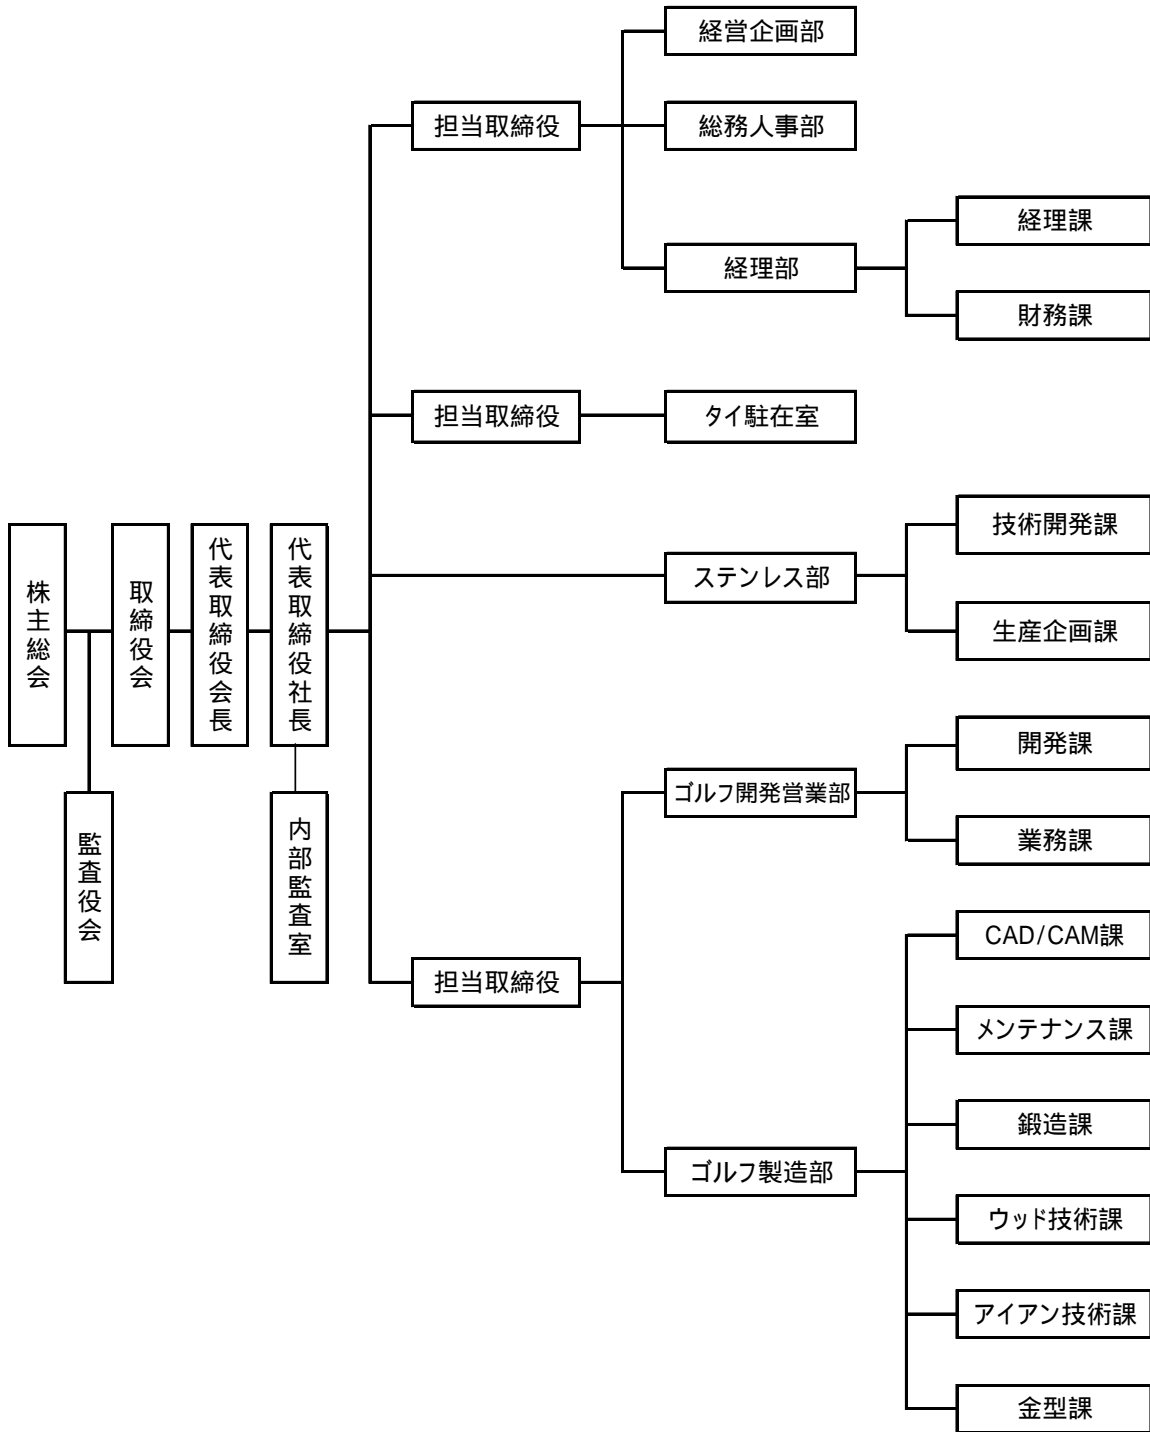 経営企画部
担当取締役
総務人事部
経理課
経理部
財務課
担当取締役
タイ駐在室
技術開発課
ステンレス部
生産企画課
株主総会
取締役会
代表取締役会長
代表取締役社長
監査役会
内部監査室
開発課
ゴルフ開発営業部
業務課
CAD/CAM課
担当取締役
メンテナンス課
鍛造課
ゴルフ製造部
ウッド技術課
アイアン技術課
金型課